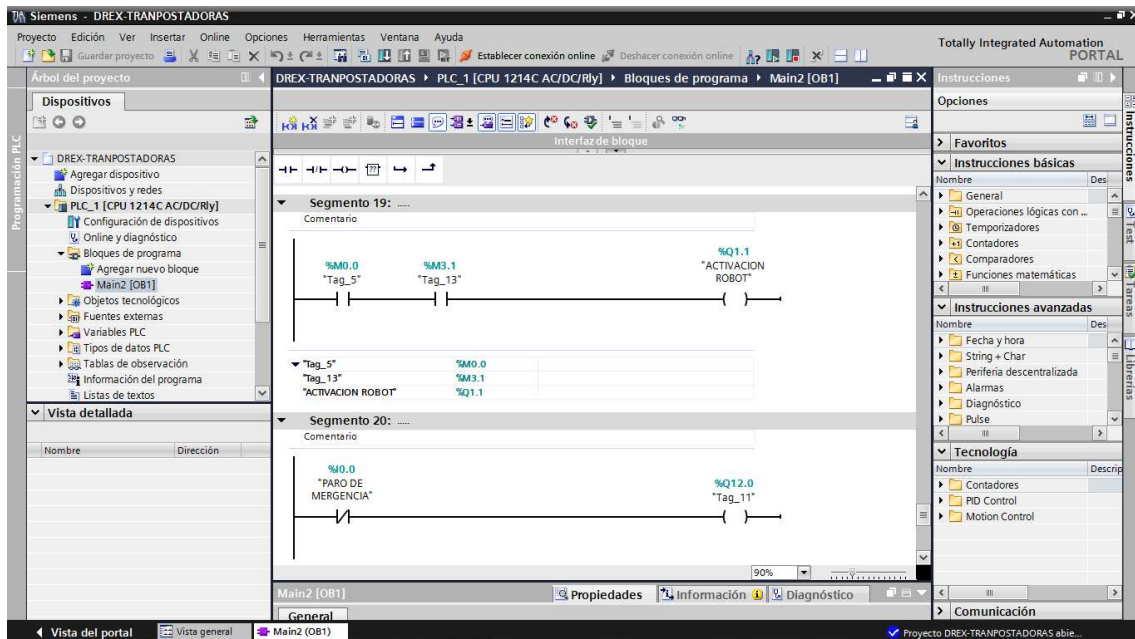 Siemens - DREX-TRANPOSTADORAS
Proyecto Edición Ver Insertar Online Opciones Herramientas Ventana Ayuda
Totally Integrated Automation
PORTAL
Guardar proyecto
Establecer conexión online
Deshacer conexión online
Árbol del proyecto
DREX-TRANPOSTADORAS PLC_1 [CPU 1214C AC/DC/Rly] Bloques de programa Main2 [OB1]
Instrucciones
Dispositivos
Opciones
Programación PLC
Interfaz de bloque
DREX-TRANPOSTADORAS
Agregar dispositivo
Dispositivos y redes
PLC_1 [CPU 1214C AC/DC/Rly]
Configuración de dispositivos
Online y diagnóstico
Bloques de programa
Agregar nuevo bloque
Main2 [OB1]
Objetos tecnológicos
Fuentes externas
Variables PLC
Tipos de datos PLC
Tablas de observación
Información del programa
Listas de textos
Vista detallada
Nombre Dirección
Segmento 19: .....
Comentario
%M0.0
"Tag_5"
%M3.1
"Tag_13"
%Q1.1
"ACTIVACION
ROBOT"
"Tag_5" %M0.0
"Tag_13" %M3.1
"ACTIVACION ROBOT" %Q1.1
Segmento 20: .....
Comentario
%I0.0
"PARO DE
MERGENCIA"
%Q12.0
"Tag_11"
90%
Main2 [OB1]
Propiedades
Información
Diagnóstico
General
Favoritos
Instrucciones básicas
Nombre Des
General
Operaciones lógicas con ...
Temporizadores
Contadores
Comparadores
Funciones matemáticas
Instrucciones avanzadas
Nombre Des
Fecha y hora
String + Char
Periferia descentralizada
Alarmas
Diagnóstico
Pulse
Tecnología
Nombre Descrip
Contadores
PID Control
Motion Control
Comunicación
Instrucciones
Test
Tareas
Librerías
Vista del portal
Vista general
Main2 (OB1)
Proyecto DREX-TRANPOSTADORAS abie...